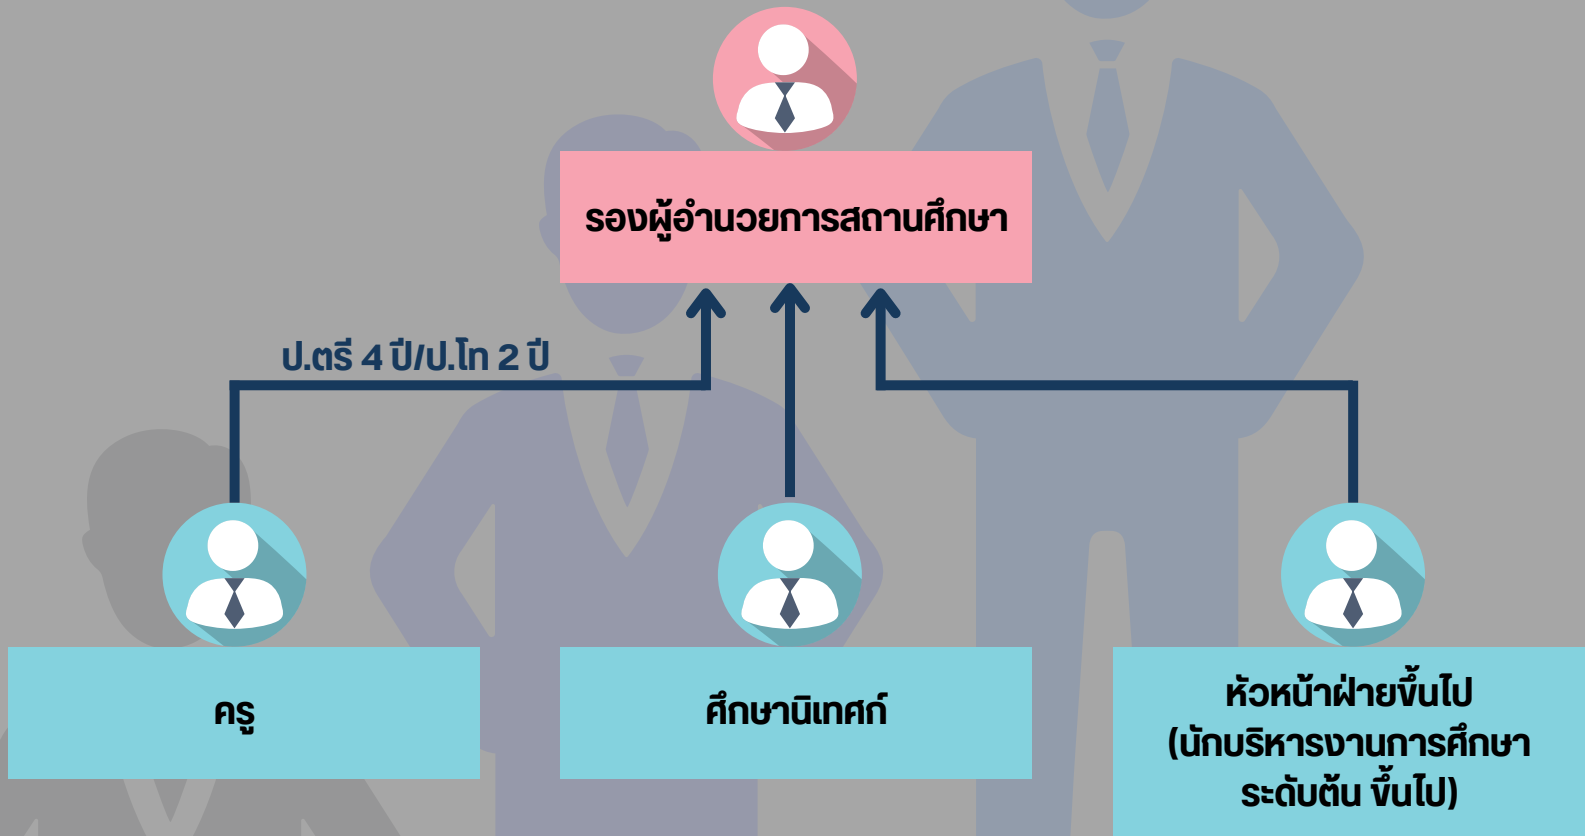 รองผู้อำนวยการสถานศึกษา
ป.ตรี 4 ปี/ป.โท 2 ปี
ครู
ศึกษานิเทศก์
หัวหน้าฝ่ายขึ้นไป
(นักบริหารงานการศึกษา
ระดับต้น ขึ้นไป)